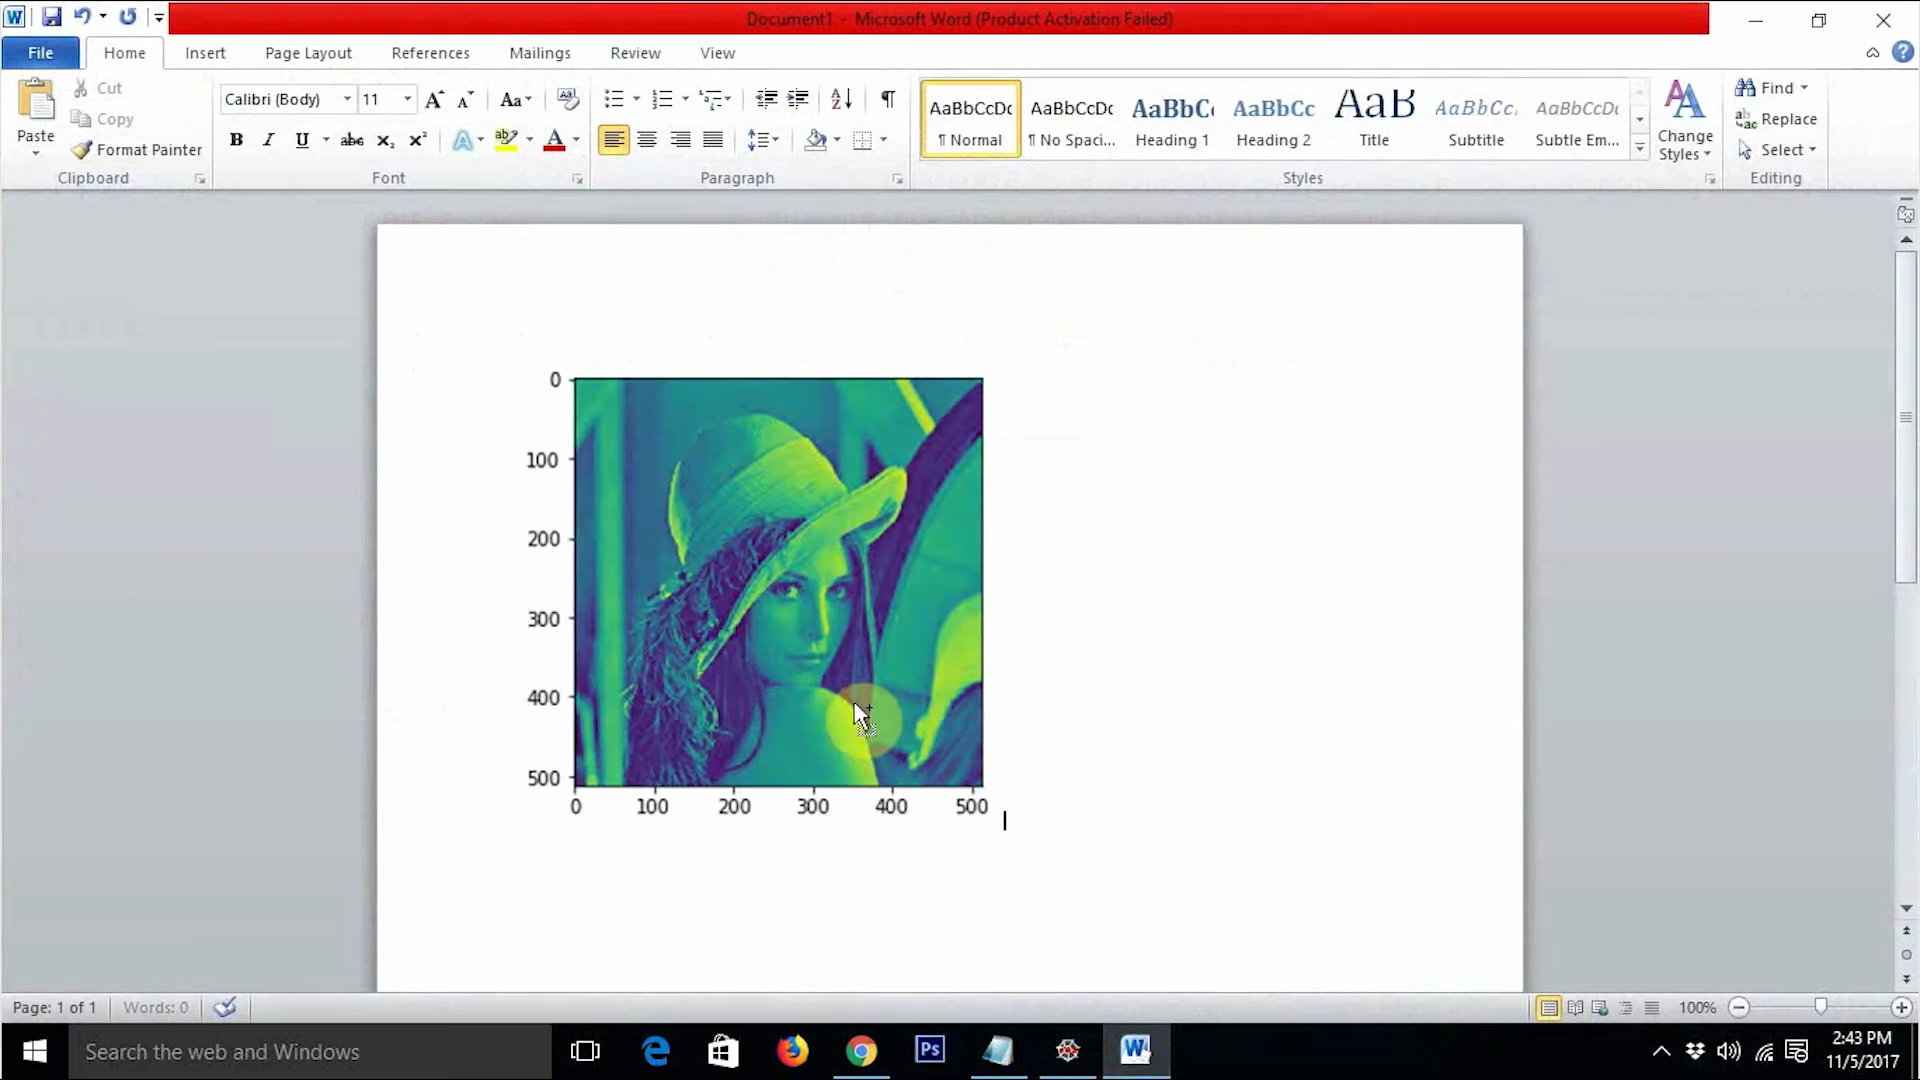 Document1 - Microsoft Word (Product Activation Failed)
File Home Insert Page Layout References Mailings Review View
Paste
Cut
Copy
Format Painter
Clipboard
Calibri (Body) 11
Font
Paragraph
AaBbCcDc AaBbCcDc AaBbC AaBbCc AaB AaBbCc. AaBbCcDc
¶ Normal ¶ No Spaci... Heading 1 Heading 2 Title Subtitle Subtle Em...
Change
Styles
Styles
Find
Replace
Select
Editing
0
100
200
300
400
500
0 100 200 300 400 500
Page: 1 of 1 Words: 0 100%
Search the web and Windows
Ps
2:43 PM
11/5/2017